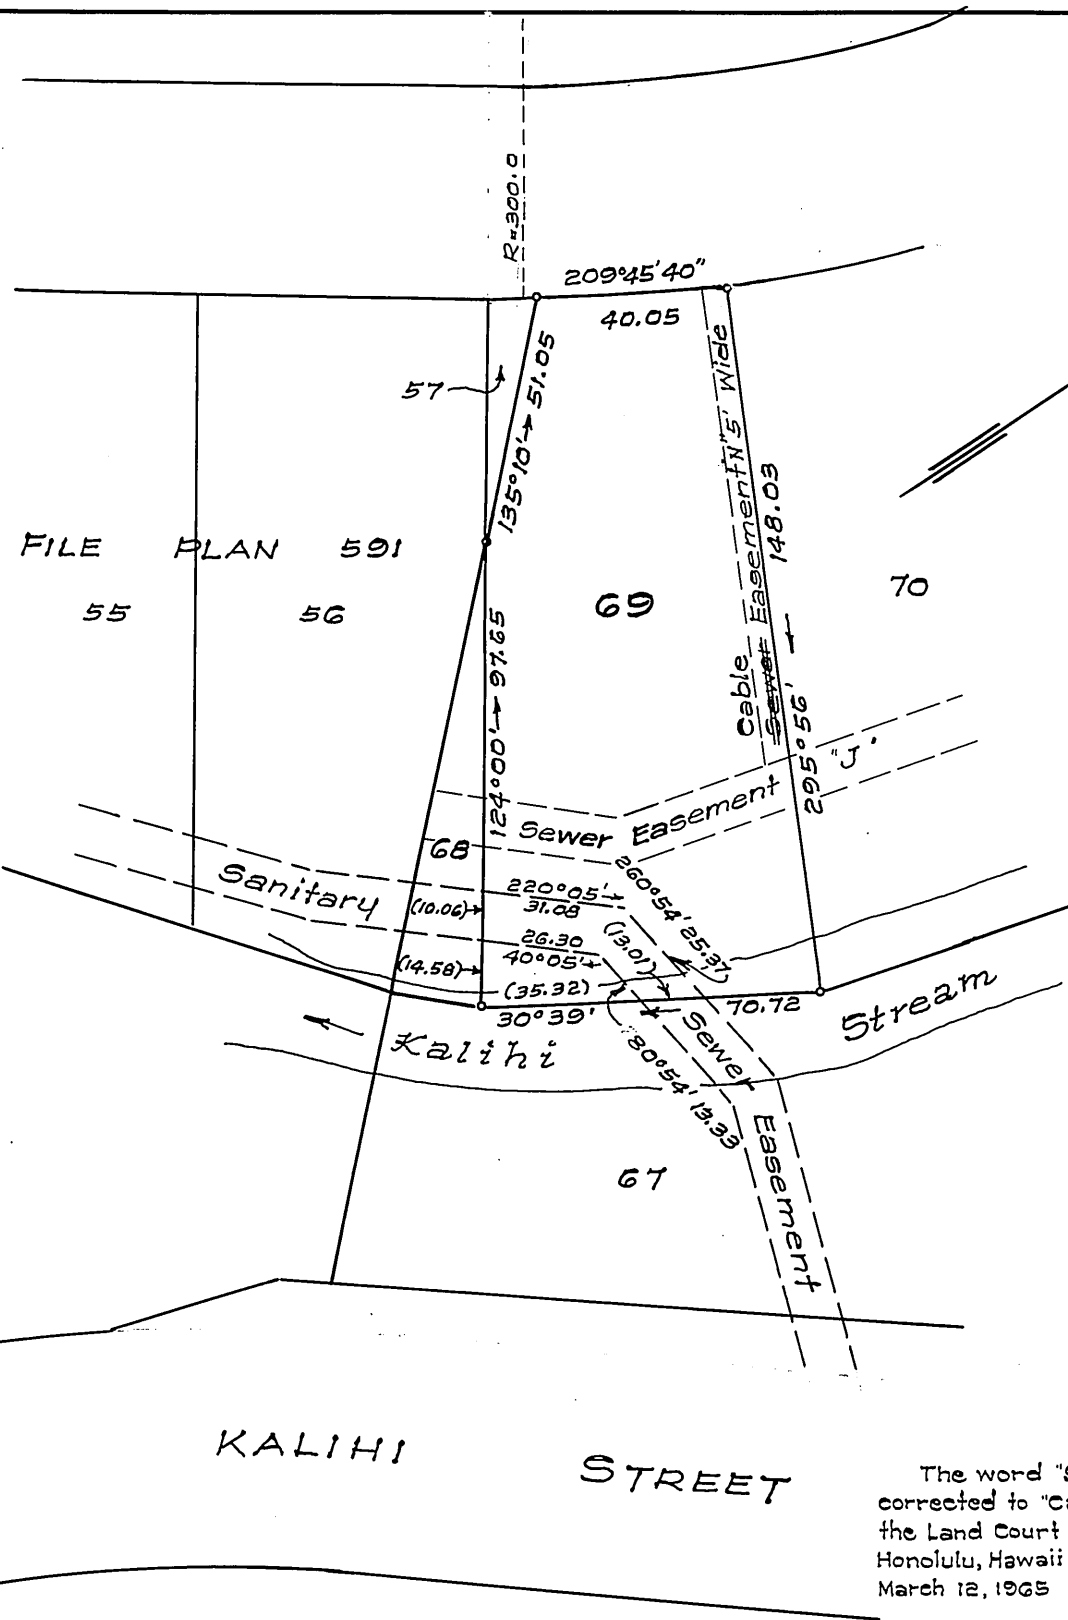 R=300.0
209°45'40"
40.05
57
135°10' 51.05
Cable Easement "N" 5' Wide
Sewer
148.03
295°56'
FILE PLAN 591
55
56
69
70
124°00' 97.65
"J"
Sewer Easement
68
Sanitary
(10.06)
220°05'
31.08
260°54' 25.37
(14.58)
26.30
40°05'
(13.01)
(35.32)
30°39'
70.72
Kalihi
Stream
80°54' 13.33
Sewer Easement
67
KALIHI STREET
The word "S
corrected to "Ca
the Land Court
Honolulu, Hawaii
March 12, 1965